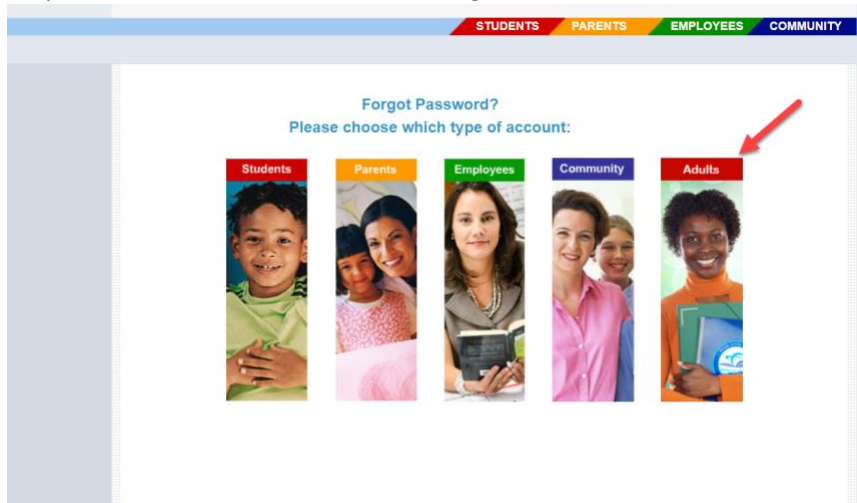 STUDENTS PARENTS EMPLOYEES COMMUNITY
Forgot Password?
Please choose which type of account:
Students Parents Employees Community Adults